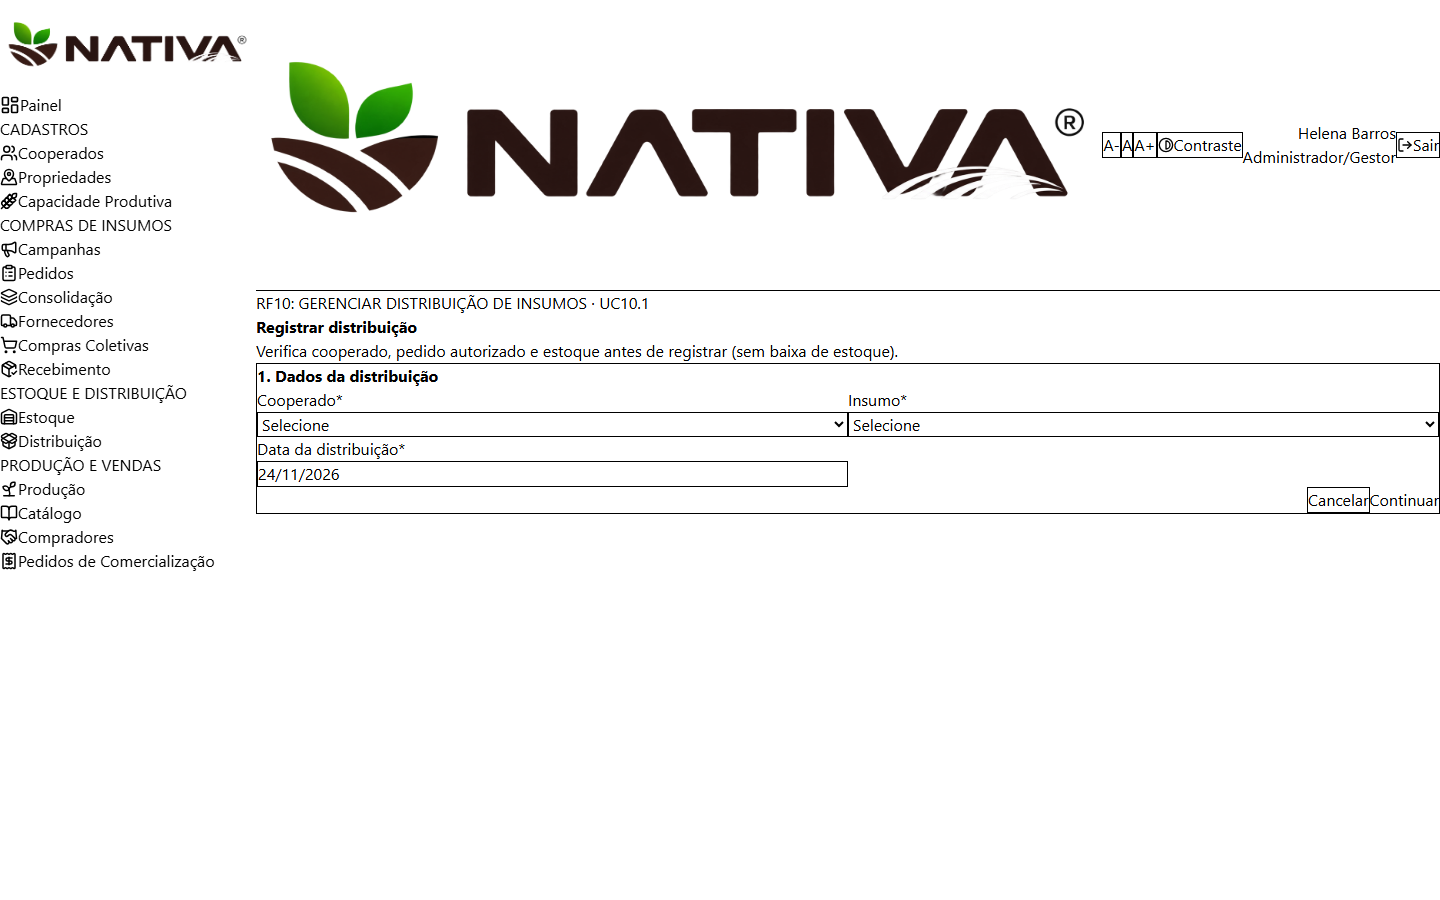 NATIVA®
Painel
CADASTROS
Cooperados
Propriedades
Capacidade Produtiva
COMPRAS DE INSUMOS
Campanhas
Pedidos
Consolidação
Fornecedores
Compras Coletivas
Recebimento
ESTOQUE E DISTRIBUIÇÃO
Estoque
Distribuição
PRODUÇÃO E VENDAS
Produção
Catálogo
Compradores
Pedidos de Comercialização
NATIVA®
A- A A+ Contraste
Helena Barros
Administrador/Gestor
Sair
RF10: GERENCIAR DISTRIBUIÇÃO DE INSUMOS · UC10.1
Registrar distribuição
Verifica cooperado, pedido autorizado e estoque antes de registrar (sem baixa de estoque).
1. Dados da distribuição
Cooperado* Insumo*
Selecione Selecione
Data da distribuição*
24/11/2026
Cancelar Continuar